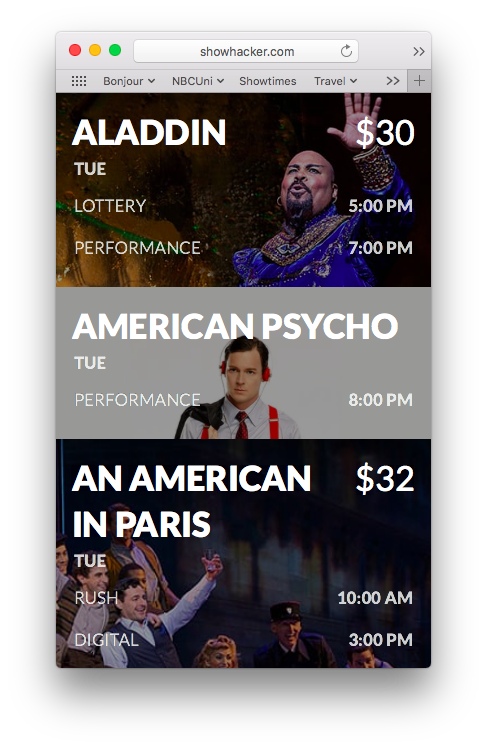 showhacker.com
Bonjour NBCUni Showtimes Travel
ALADDIN $30
TUE
LOTTERY 5:00 PM
PERFORMANCE 7:00 PM
AMERICAN PSYCHO
TUE
PERFORMANCE 8:00 PM
AN AMERICAN $32
IN PARIS
TUE
RUSH 10:00 AM
DIGITAL 3:00 PM